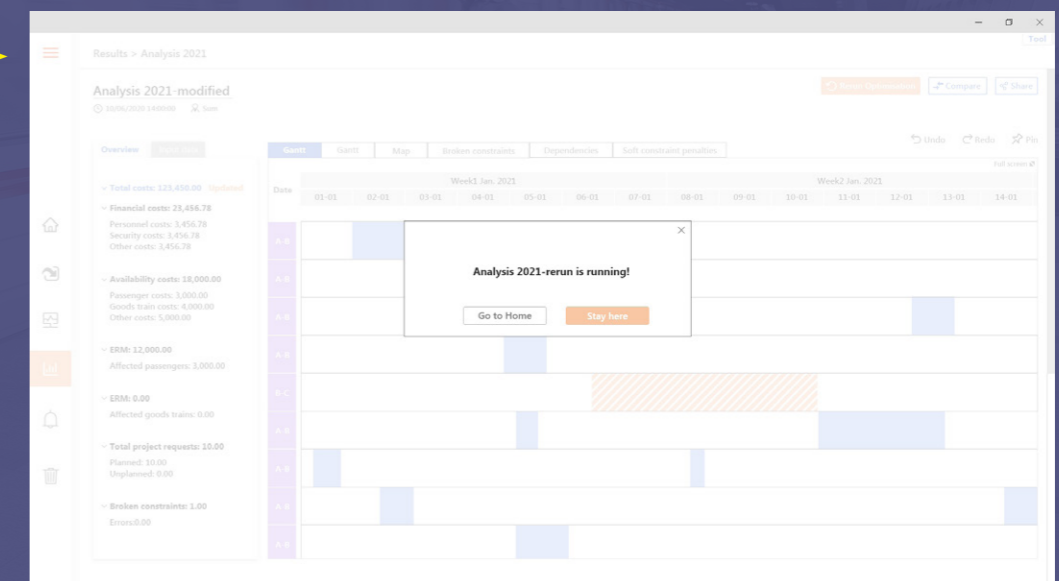 Tool
Results > Analysis 2021
Analysis 2021-modified
Rerun Optimization
Compare
Share
10/06/2020 14:00:00
Sum
Undo
Redo
Pin
Overview
Gantt
Gantt
Map
Broken constraints
Dependencies
Soft constraint penalties
Full screen
Date
Week1 Jan. 2021
Week2 Jan. 2021
01-01 02-01 03-01 04-01 05-01 06-01 07-01 08-01 09-01 10-01 11-01 12-01 13-01 14-01
Total costs: 123,456.00 Updated
Financial costs: 23,456.78
Personnel costs: 3,456.78
Security costs: 3,456.78
Other costs: 3,456.78
Availability costs: 18,000.00
Passenger costs: 3,000.00
Goods train costs: 4,000.00
Other costs: 5,000.00
ERM: 12,000.00
Affected passengers: 3,000.00
ERM: 0.00
Affected goods trains: 0.00
Total project requests: 10.00
Planned: 10.00
Unplanned: 0.00
Broken constraints: 1.00
Errors:0.00
A-B
A-B
A-B
A-B
B-C
A-B
A-B
A-B
A-B
Analysis 2021-rerun is running!
Go to Home
Stay here